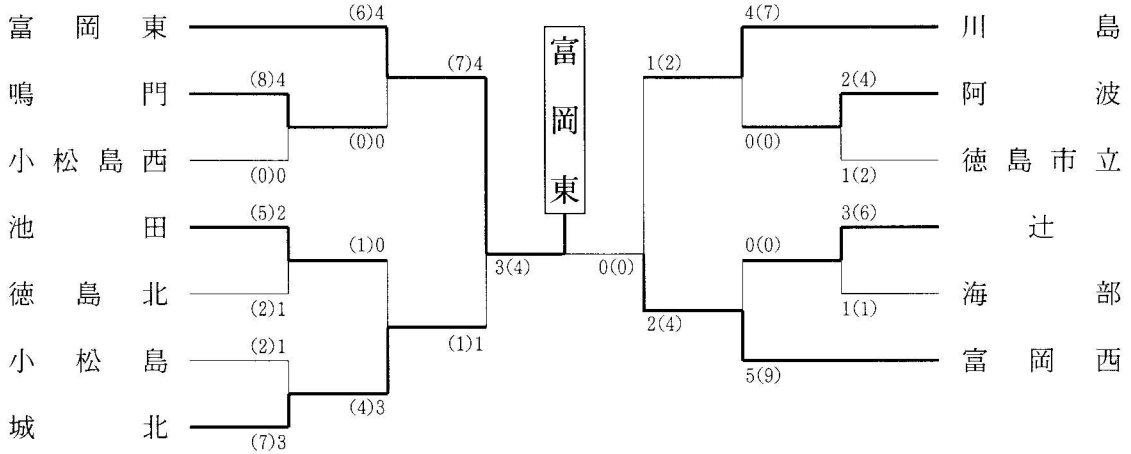 富岡東
(6)4
(7)4
鳴門
(8)4
(0)0
小松島西
(0)0
池田
(5)2
(1)0
徳島北
(2)1
(1)1
小松島
(2)1
(4)3
城北
(7)3
富岡東
3(4)
0(0)
4(7)
川島
1(2)
2(4)
阿波
0(0)
徳島市立
1(2)
3(6)
辻
0(0)
海部
1(1)
2(4)
富岡西
5(9)